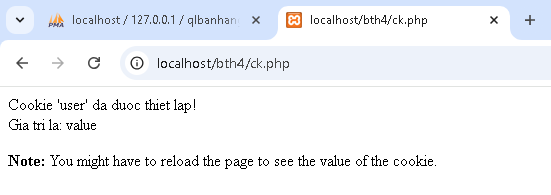 localhost / 127.0.0.1 / qlbanhan
localhost/bth4/ck.php
localhost/bth4/ck.php
Cookie 'user' da duoc thiet lap!
Gia tri la: value
Note: You might have to reload the page to see the value of the cookie.